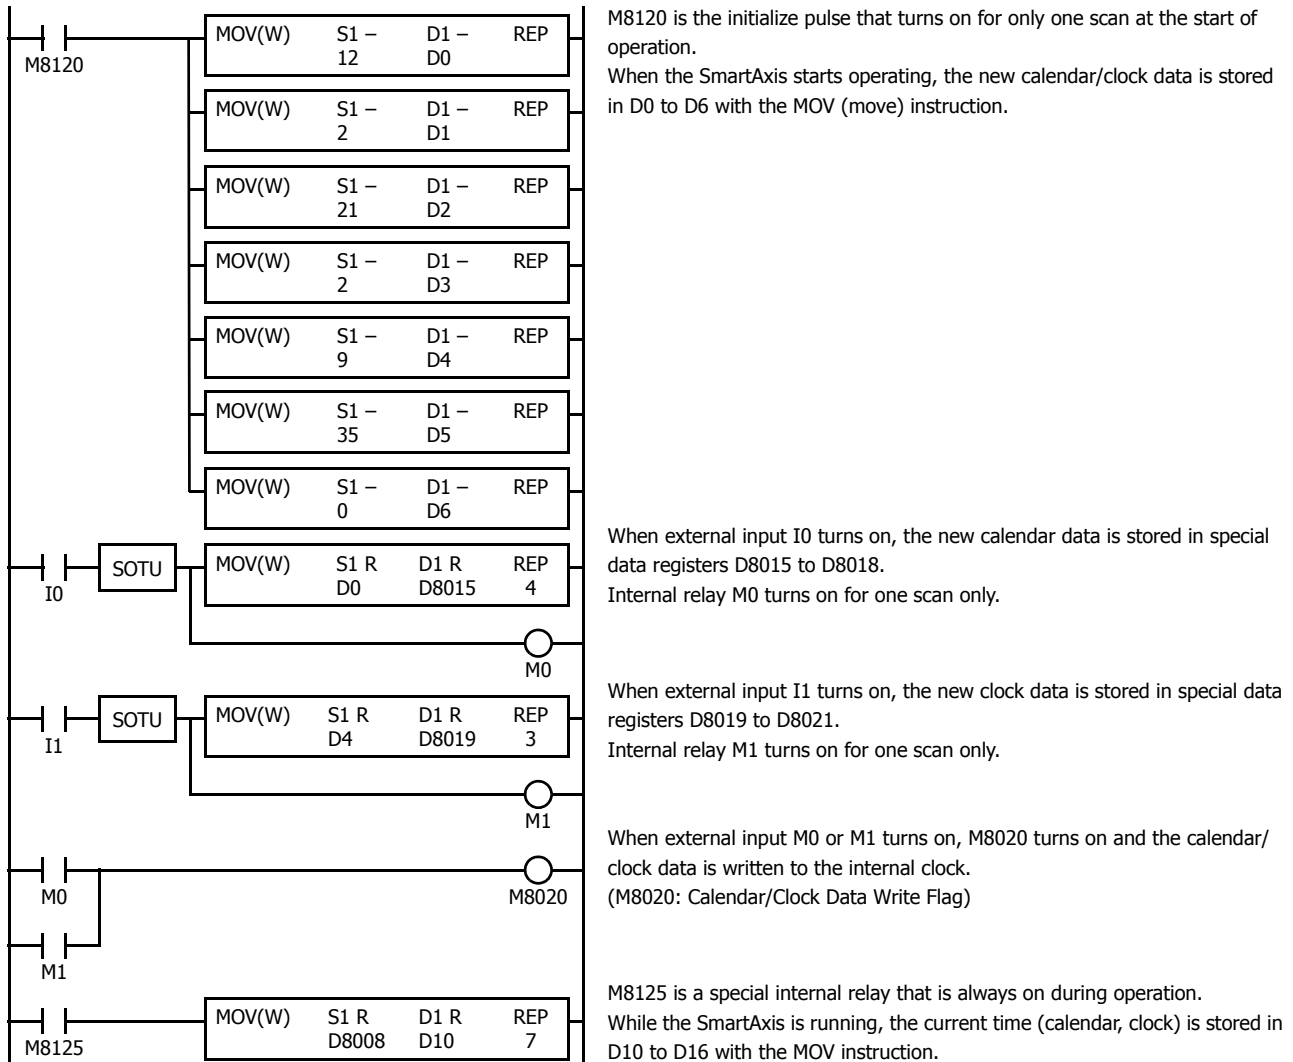 MOV(W) S1 – D1 – REP
12 D0
M8120
M8120 is the initialize pulse that turns on for only one scan at the start of
operation.
When the SmartAxis starts operating, the new calendar/clock data is stored
in D0 to D6 with the MOV (move) instruction.
MOV(W) S1 – D1 – REP
2 D1
MOV(W) S1 – D1 – REP
21 D2
MOV(W) S1 – D1 – REP
2 D3
MOV(W) S1 – D1 – REP
9 D4
MOV(W) S1 – D1 – REP
35 D5
MOV(W) S1 – D1 – REP
0 D6
I0
SOTU
MOV(W) S1 R D1 R REP
D0 D8015 4
M0
When external input I0 turns on, the new calendar data is stored in special
data registers D8015 to D8018.
Internal relay M0 turns on for one scan only.
I1
SOTU
MOV(W) S1 R D1 R REP
D4 D8019 3
M1
When external input I1 turns on, the new clock data is stored in special data
registers D8019 to D8021.
Internal relay M1 turns on for one scan only.
M0
M8020
M1
When external input M0 or M1 turns on, M8020 turns on and the calendar/
clock data is written to the internal clock.
(M8020: Calendar/Clock Data Write Flag)
M8125
MOV(W) S1 R D1 R REP
D8008 D10 7
M8125 is a special internal relay that is always on during operation.
While the SmartAxis is running, the current time (calendar, clock) is stored in
D10 to D16 with the MOV instruction.